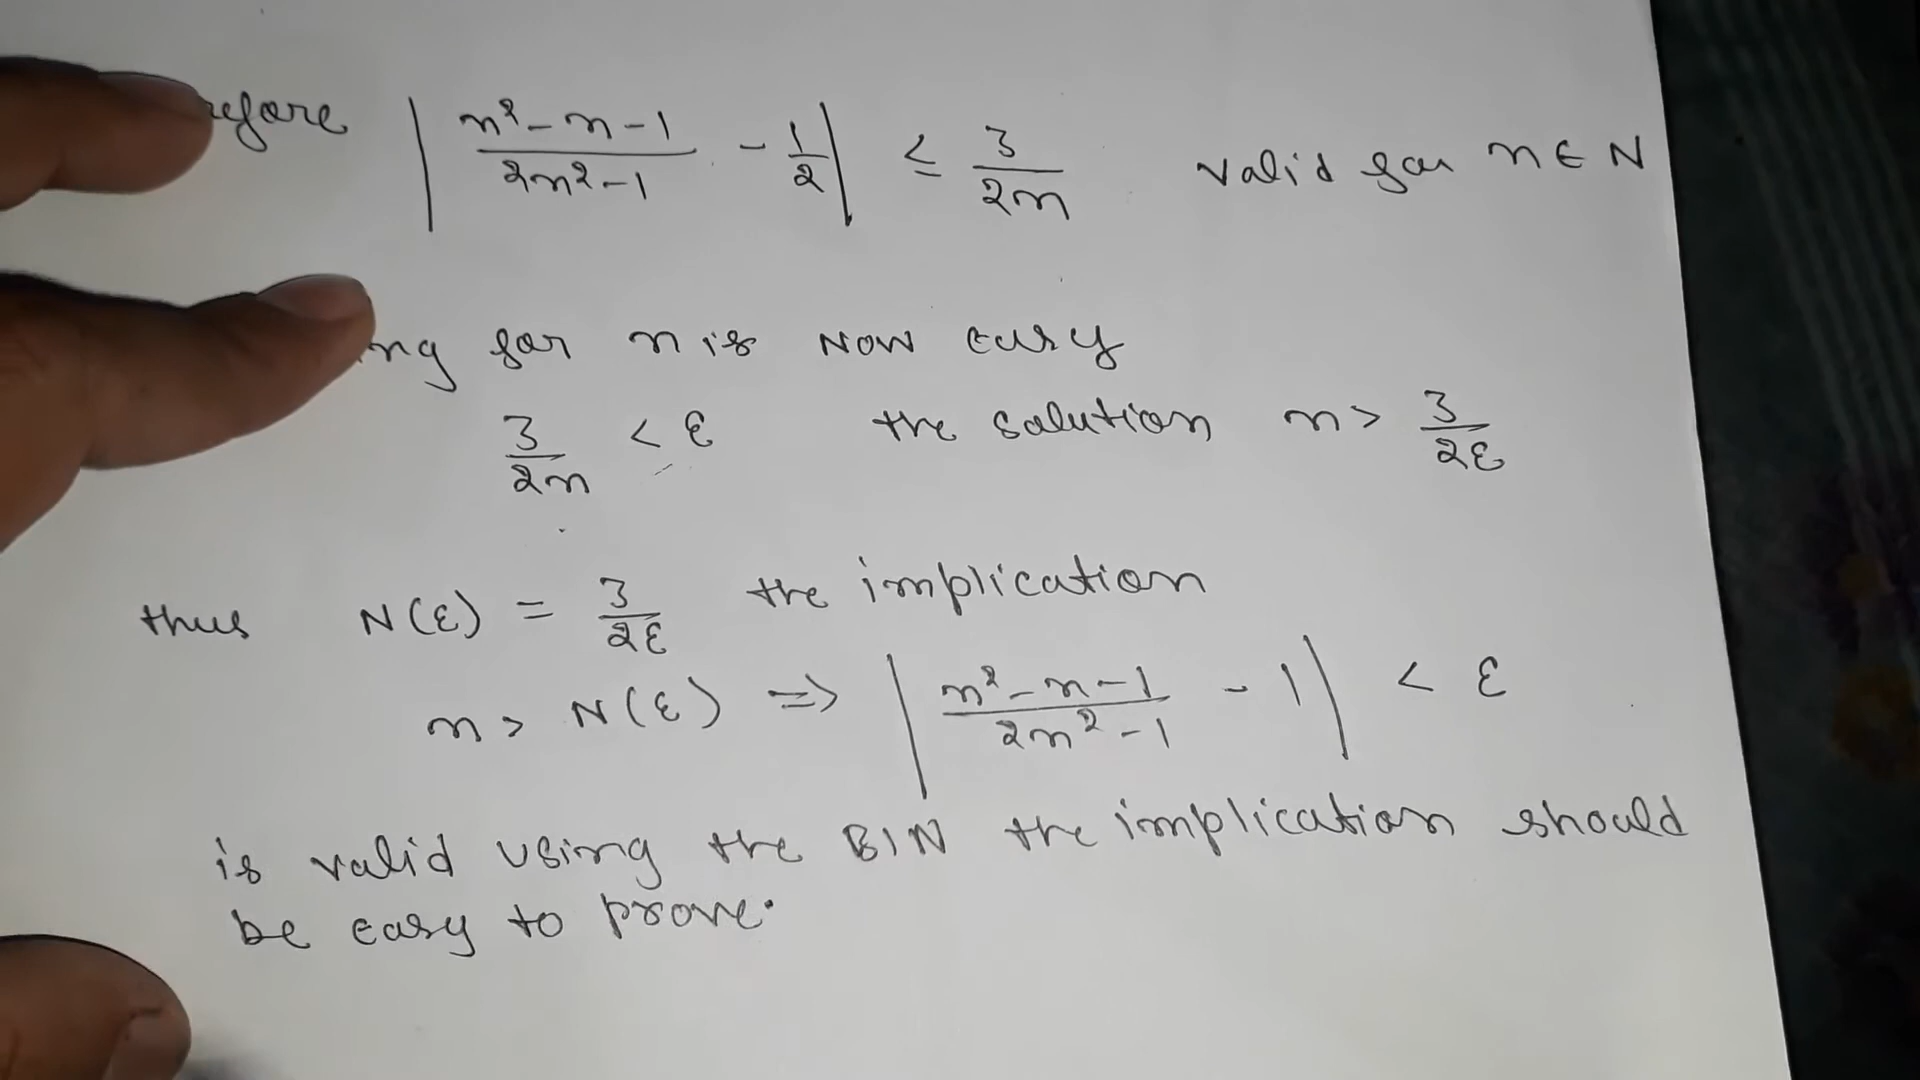 | n² - n - 1 / 2n² - 1 - 1/2 | ≤ 3/2n valid for n ∈ N
for n is now easy
3/2n < ε the solution n > 3/2ε
thus N(ε) = 3/2ε the implication
n > N(ε) => | n² - n - 1 / 2n² - 1 - 1 | < ε
is valid using the BIN the implication should
be easy to prove.